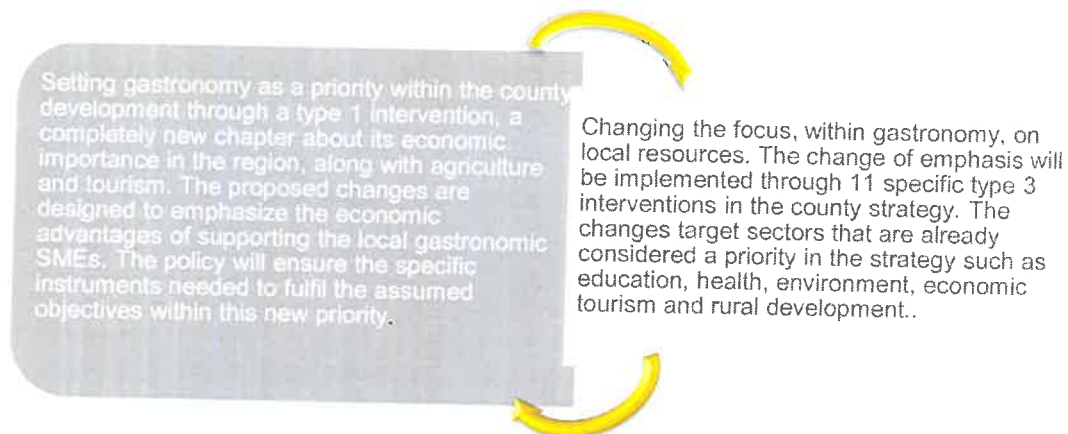 Setting gastronomy as a priority within the county
development through a type 1 intervention, a
completely new chapter about its economic
importance in the region, along with agriculture
and tourism. The proposed changes are
designed to emphasize the economic
advantages of supporting the local gastronomic
SMEs. The policy will ensure the specific
instruments needed to fulfil the assumed
objectives within this new priority.
Changing the focus, within gastronomy, on
local resources. The change of emphasis will
be implemented through 11 specific type 3
interventions in the county strategy. The
changes target sectors that are already
considered a priority in the strategy such as
education, health, environment, economic
tourism and rural development..